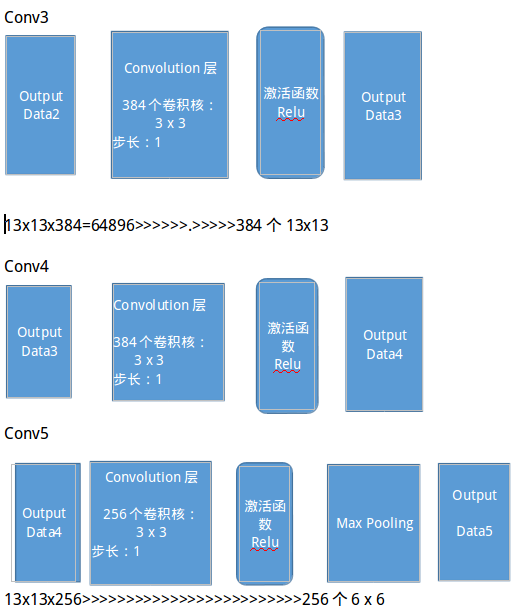 Conv3
Output
Data2
Convolution 层
384 个卷积核：
3 x 3
步长：1
激活函数
Relu
Output
Data3
13x13x384=64896>>>>>>.>>>>>384 个 13x13
Conv4
Output
Data3
Convolution 层
384 个卷积核：
3 x 3
步长：1
激活函
数
Relu
Output
Data4
Conv5
Output
Data4
Convolution 层
256 个卷积核：
3 x 3
步长：1
激活函
数
Relu
Max Pooling
Output
Data5
13x13x256>>>>>>>>>>>>>>>>>>>>>>>>>256 个 6 x 6